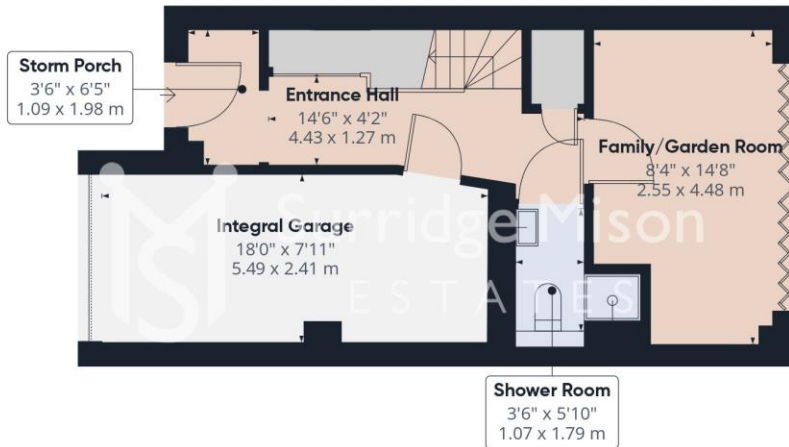 Storm Porch
3'6" x 6'5"
1.09 x 1.98 m
Entrance Hall
14'6" x 4'2"
4.43 x 1.27 m
Family/Garden Room
8'4" x 14'8"
2.55 x 4.48 m
Integral Garage
18'0" x 7'11"
5.49 x 2.41 m
Surridge Mison
ESTATES
Shower Room
3'6" x 5'10"
1.07 x 1.79 m